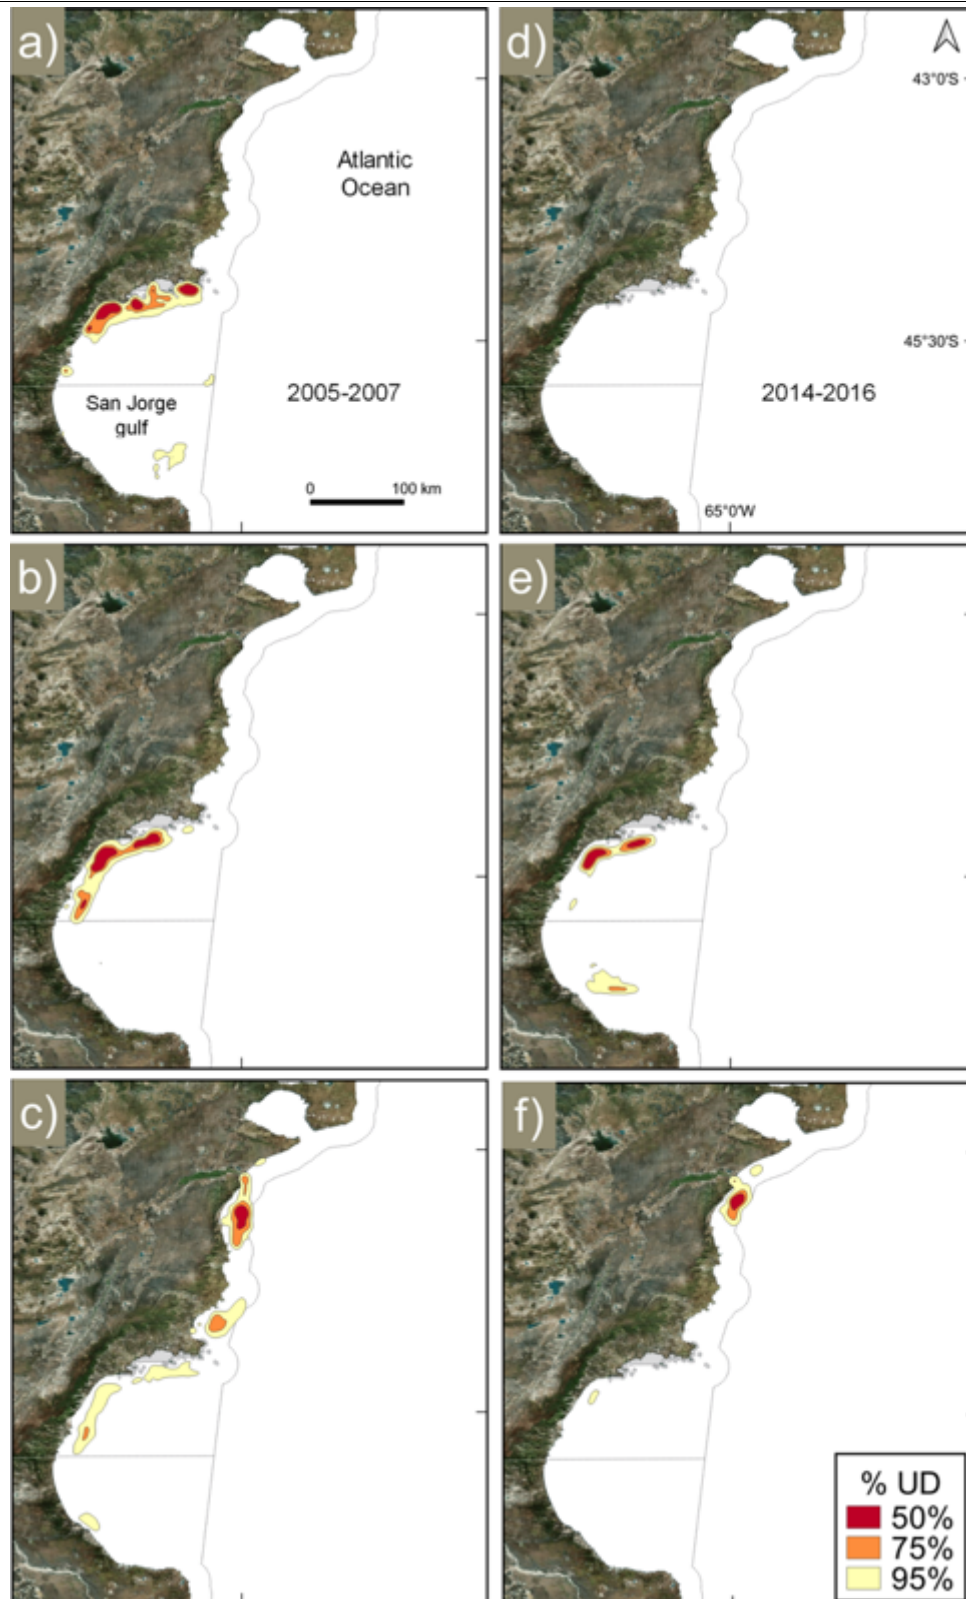 a)
Atlantic
Ocean
2005-2007
San Jorge
gulf
0 100 km
d)
43°0'S
45°30'S
2014-2016
65°0'W
b)
e)
c)
f)
% UD
50%
75%
95%